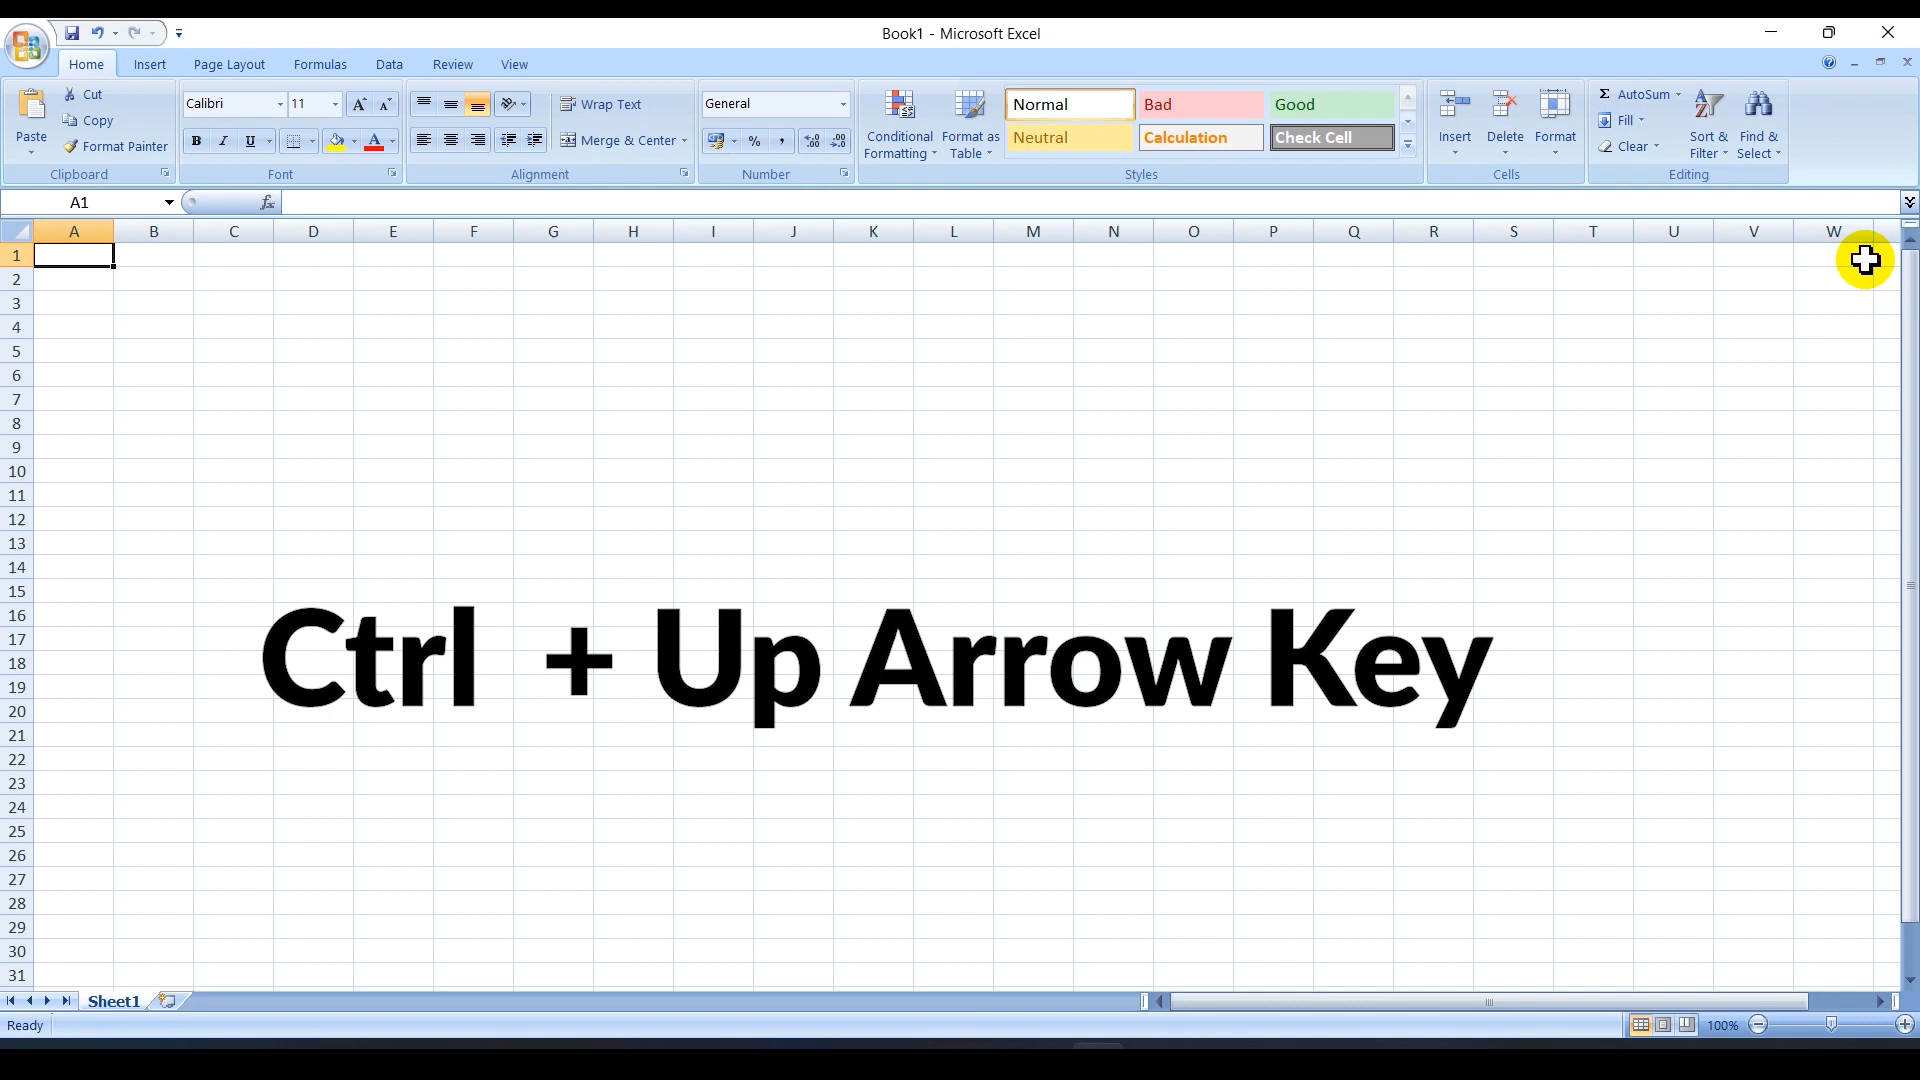 Book1 - Microsoft Excel
Home Insert Page Layout Formulas Data Review View
Paste
Cut
Copy
Format Painter
Clipboard
Calibri 11
B I U
Font
Wrap Text
Merge & Center
Alignment
General
%
Number
Conditional Formatting
Format as Table
Normal Bad Good
Neutral Calculation Check Cell
Styles
Insert Delete Format
Cells
Σ AutoSum
Fill
Clear
Sort & Filter
Find & Select
Editing
A1 fx
A B C D E F G H I J K L M N O P Q R S T U V W
1
2
3
4
5
6
7
8
9
10
11
12
13
14
15
16
17
18
19
20
21
22
23
24
25
26
27
28
29
30
31
Ctrl + Up Arrow Key
Sheet1
Ready 100%